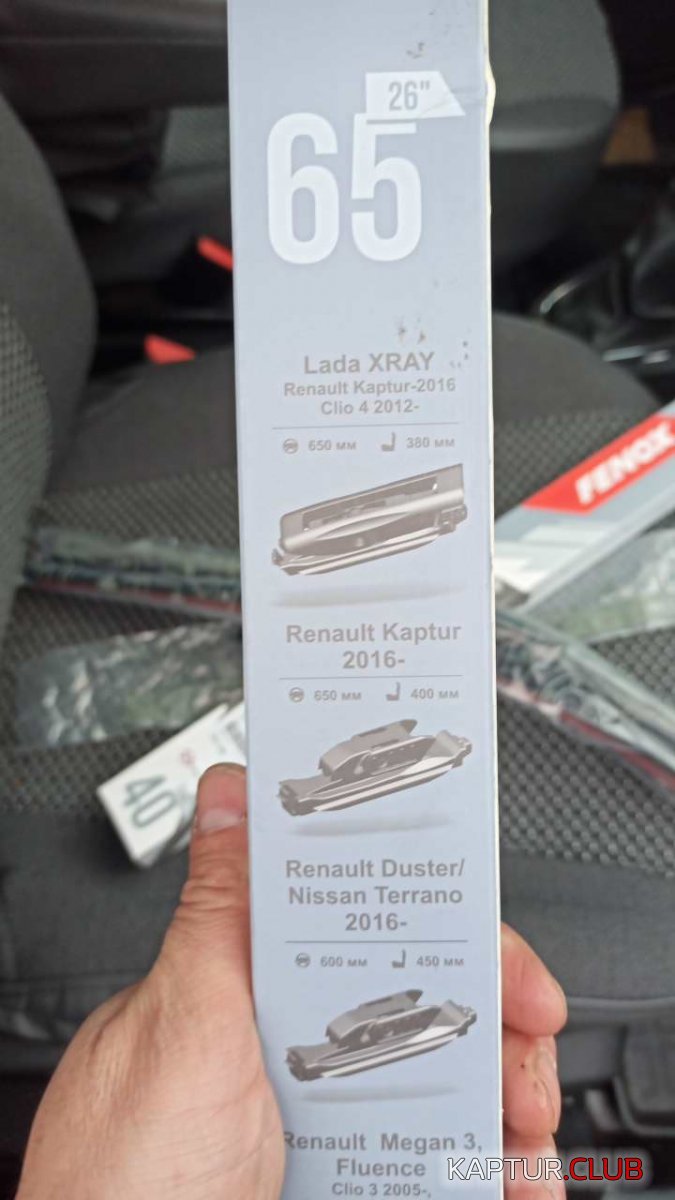 26"
65
Lada XRAY
Renault Kaptur-2016
Clio 4 2012-
650 мм 380 мм
FENOX
Renault Kaptur
2016-
650 мм 400 мм
40
Renault Duster/
Nissan Terrano
2016-
600 мм 450 мм
Renault Megan 3,
Fluence
Clio 3 2005-,
KAPTUR.CLUB